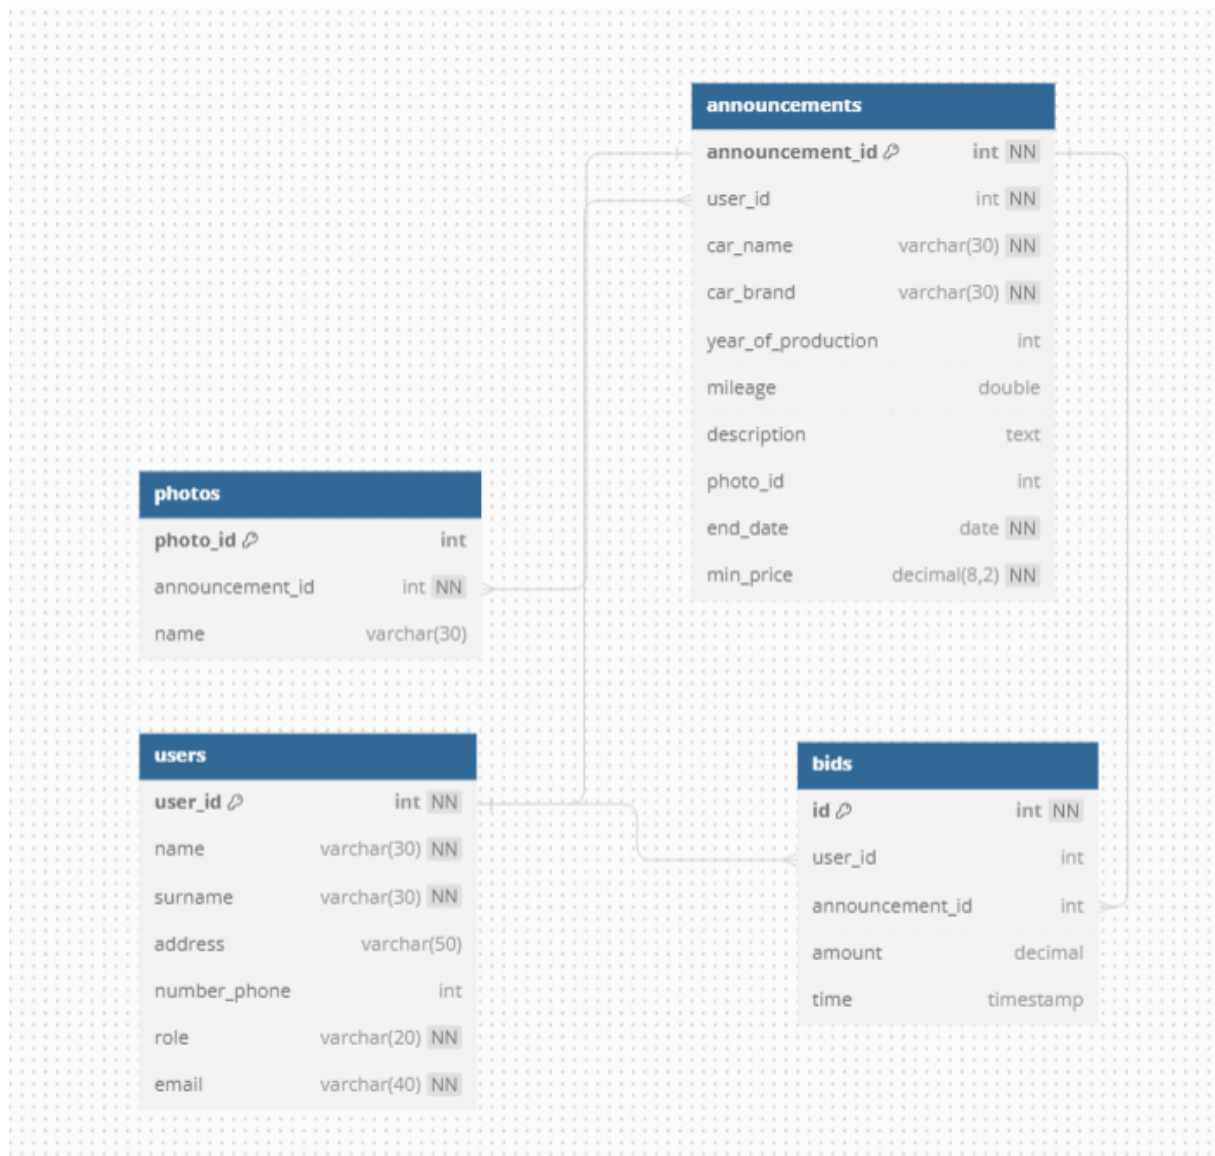 announcements
announcement_id int NN
user_id int NN
car_name varchar(30) NN
car_brand varchar(30) NN
year_of_production int
mileage double
description text
photo_id int
end_date date NN
min_price decimal(8,2) NN
photos
photo_id int
announcement_id int NN
name varchar(30)
users
user_id int NN
name varchar(30) NN
surname varchar(30) NN
address varchar(50)
number_phone int
role varchar(20) NN
email varchar(40) NN
bids
id int NN
user_id int
announcement_id int
amount decimal
time timestamp